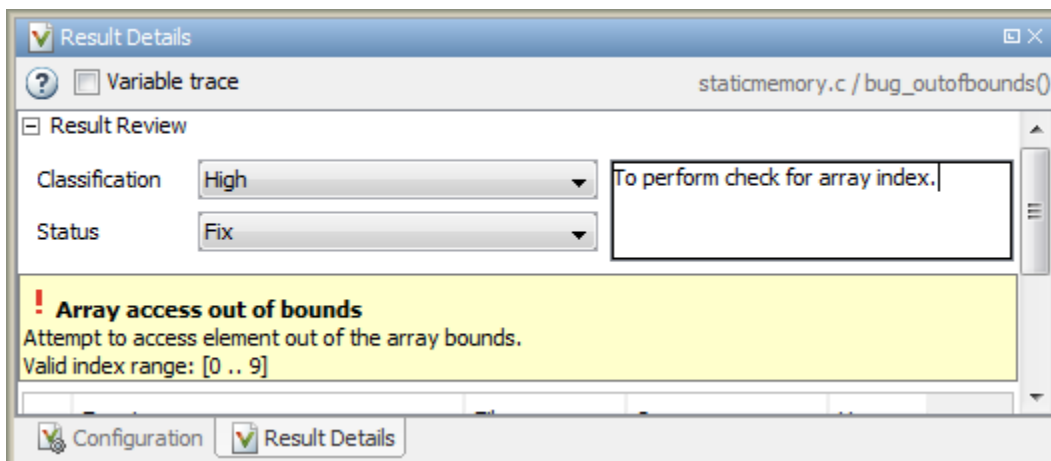 Result Details
Variable trace
staticmemory.c / bug_outofbounds()
Result Review
Classification
High
To perform check for array index.
Status
Fix
! Array access out of bounds
Attempt to access element out of the array bounds.
Valid index range: [0 .. 9]
Configuration
Result Details